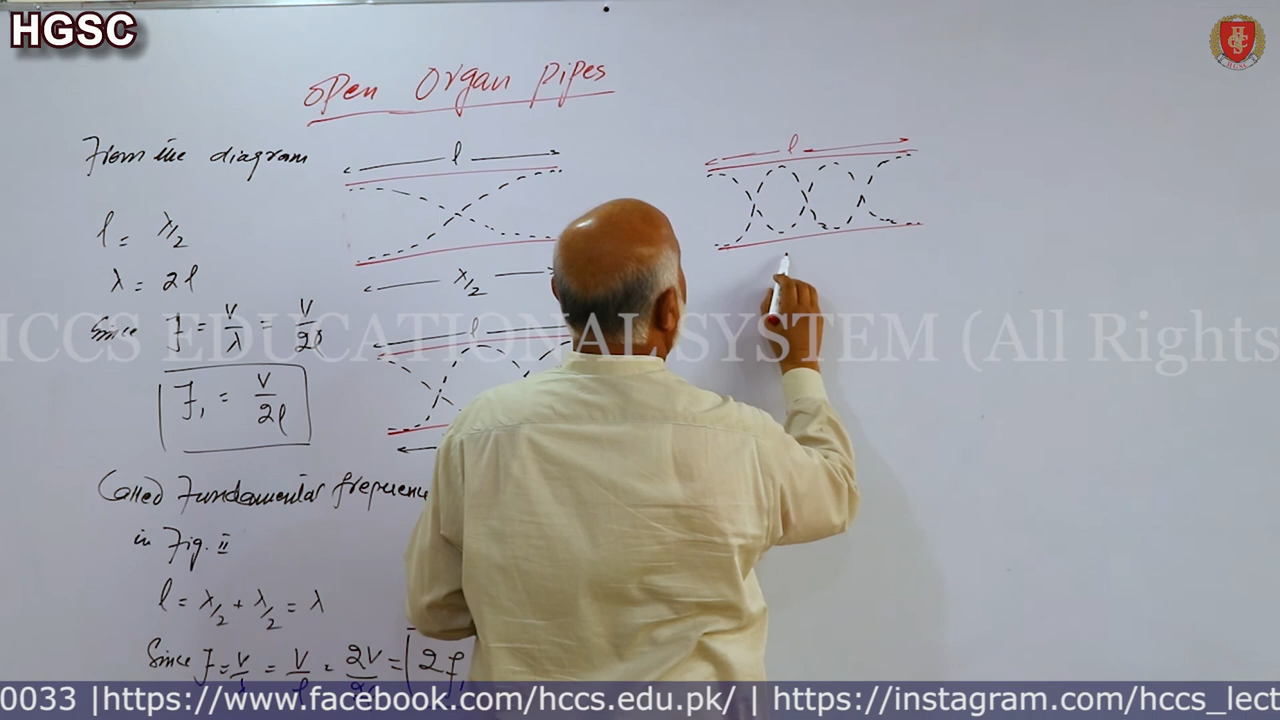 HGSC
HGSC
Open Organ Pipes
From the diagram
l = λ/2
λ = 2l
Since f = v/λ = v/2l
f₁ = v/2l
Called Fundamental frequenc
in Fig. II
l = λ/2 + λ/2 = λ
Since f = v/ = v/l = 2v/ = 2f₁
l
λ/2
l
l
HCCS EDUCATIONAL SYSTEM (All Rights
0033 |https://www.facebook.com/hccs.edu.pk/ | https://instagram.com/hccs_lect